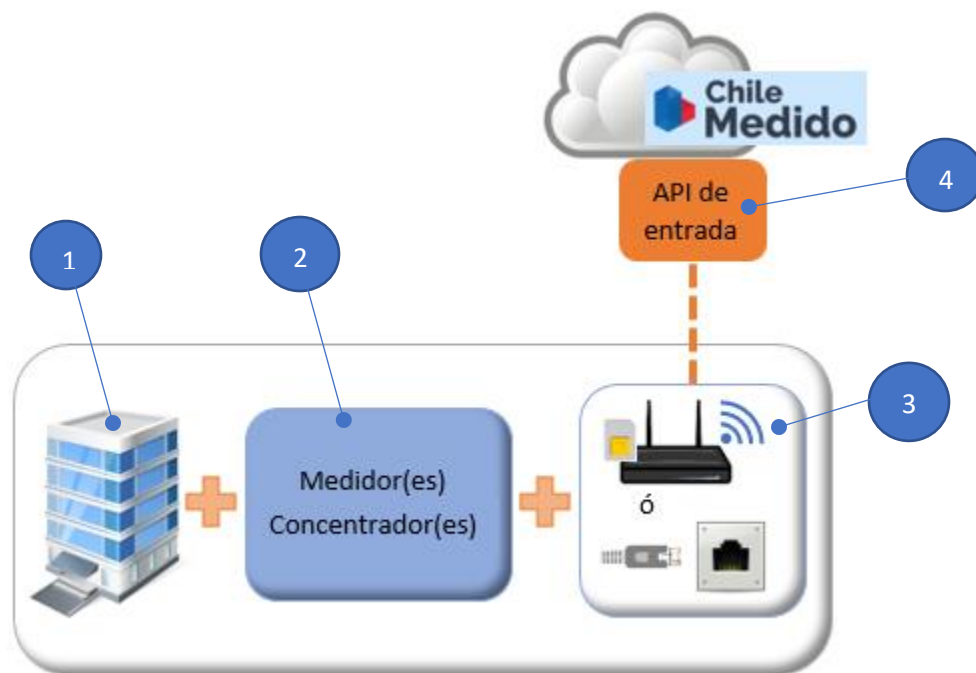 Chile
Medido
API de
entrada
4
1
2
3
Medidor(es)
Concentrador(es)
ó